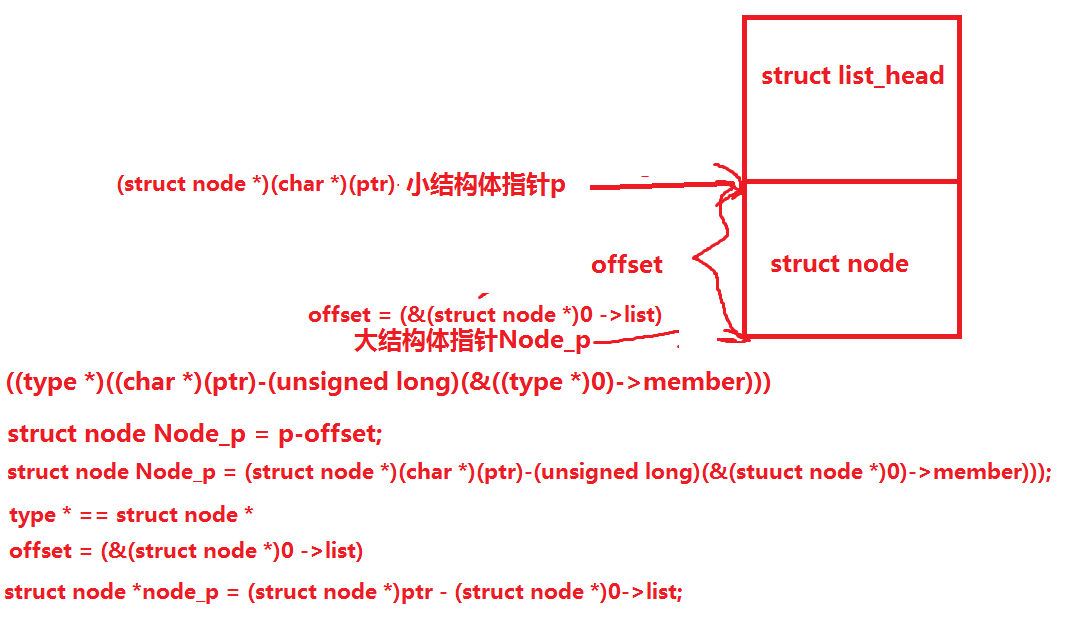 struct list_head
(struct node *)(char *)(ptr)- 小结构体指针p
offset
struct node
offset = (&(struct node *)0 ->list)
大结构体指针Node_p
((type *)((char *)(ptr)-(unsigned long)(&((type *)0)->member)))
struct node Node_p = p-offset;
struct node Node_p = (struct node *)(char *)(ptr)-(unsigned long)(&(stuuct node *)0)->member)));
type * == struct node *
offset = (&(struct node *)0 ->list)
struct node *node_p = (struct node *)ptr - (struct node *)0->list;